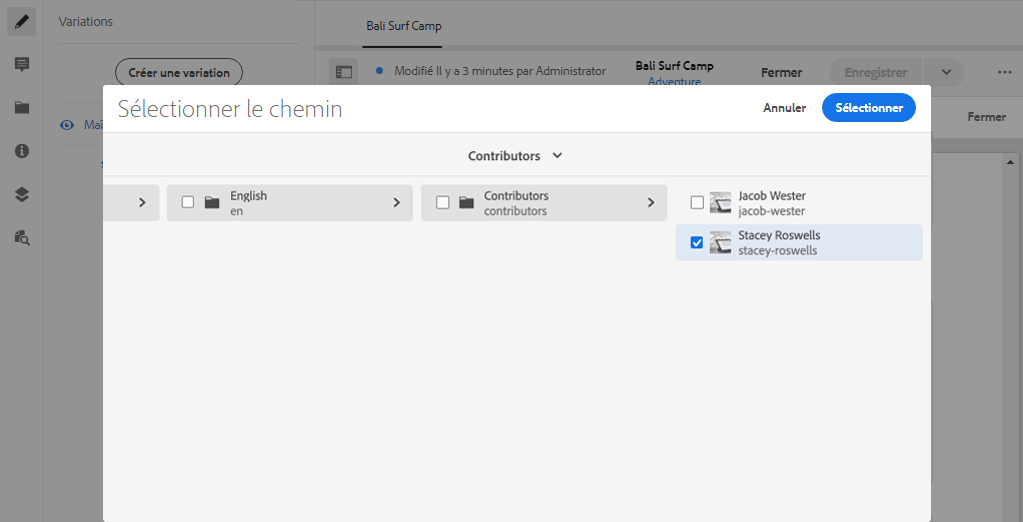 Variations
Bali Surf Camp
Créer une variation
Modifié Il y a 3 minutes par Administrator
Bali Surf Camp
Adventure
Fermer
Enregistrer
Sélectionner le chemin
Annuler
Sélectionner
Fermer
Contributors
English
en
Contributors
contributors
Jacob Wester
jacob-wester
Stacey Roswells
stacey-roswells